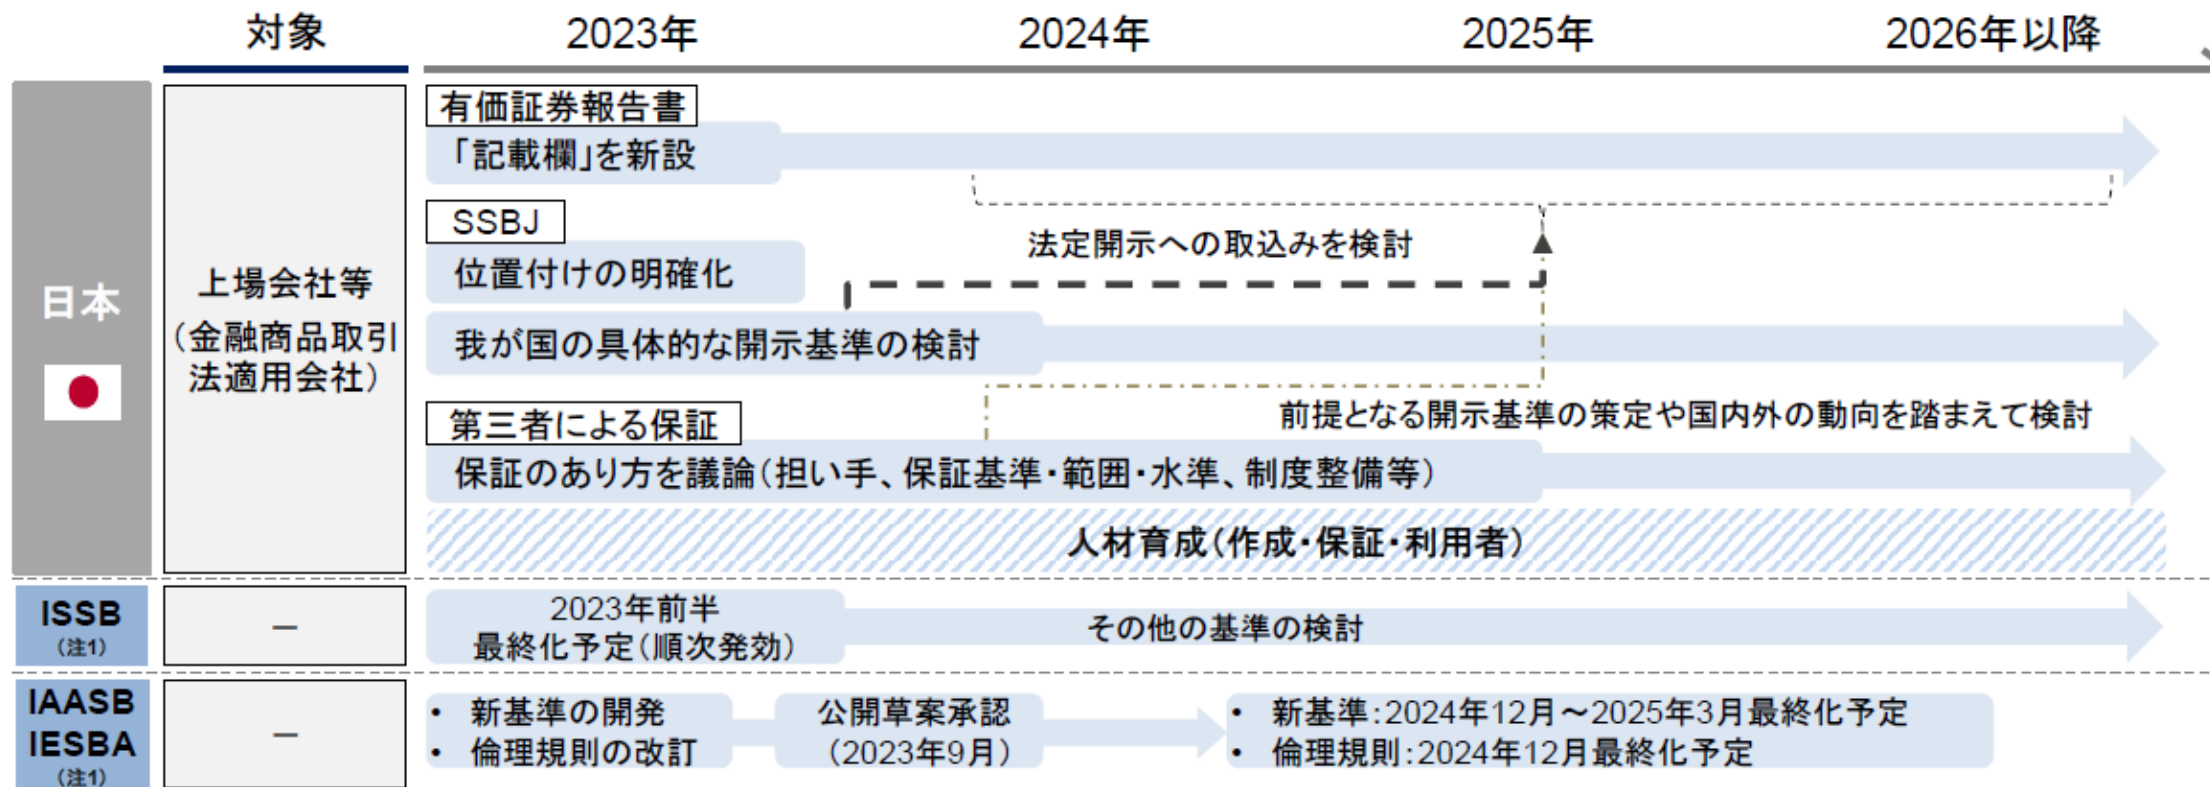 対象
2023年
2024年
2025年
2026年以降
日本
上場会社等
(金融商品取引
法適用会社)
有価証券報告書
「記載欄」を新設
SSBJ
位置付けの明確化
法定開示への取込みを検討
我が国の具体的な開示基準の検討
第三者による保証
前提となる開示基準の策定や国内外の動向を踏まえて検討
保証のあり方を議論(担い手、保証基準・範囲・水準、制度整備等)
人材育成(作成・保証・利用者)
ISSB
(注1)
－
2023年前半
最終化予定(順次発効)
その他の基準の検討
IAASB
IESBA
(注1)
－
・ 新基準の開発
・ 倫理規則の改訂
公開草案承認
(2023年9月)
・ 新基準：2024年12月～2025年3月最終化予定
・ 倫理規則：2024年12月最終化予定